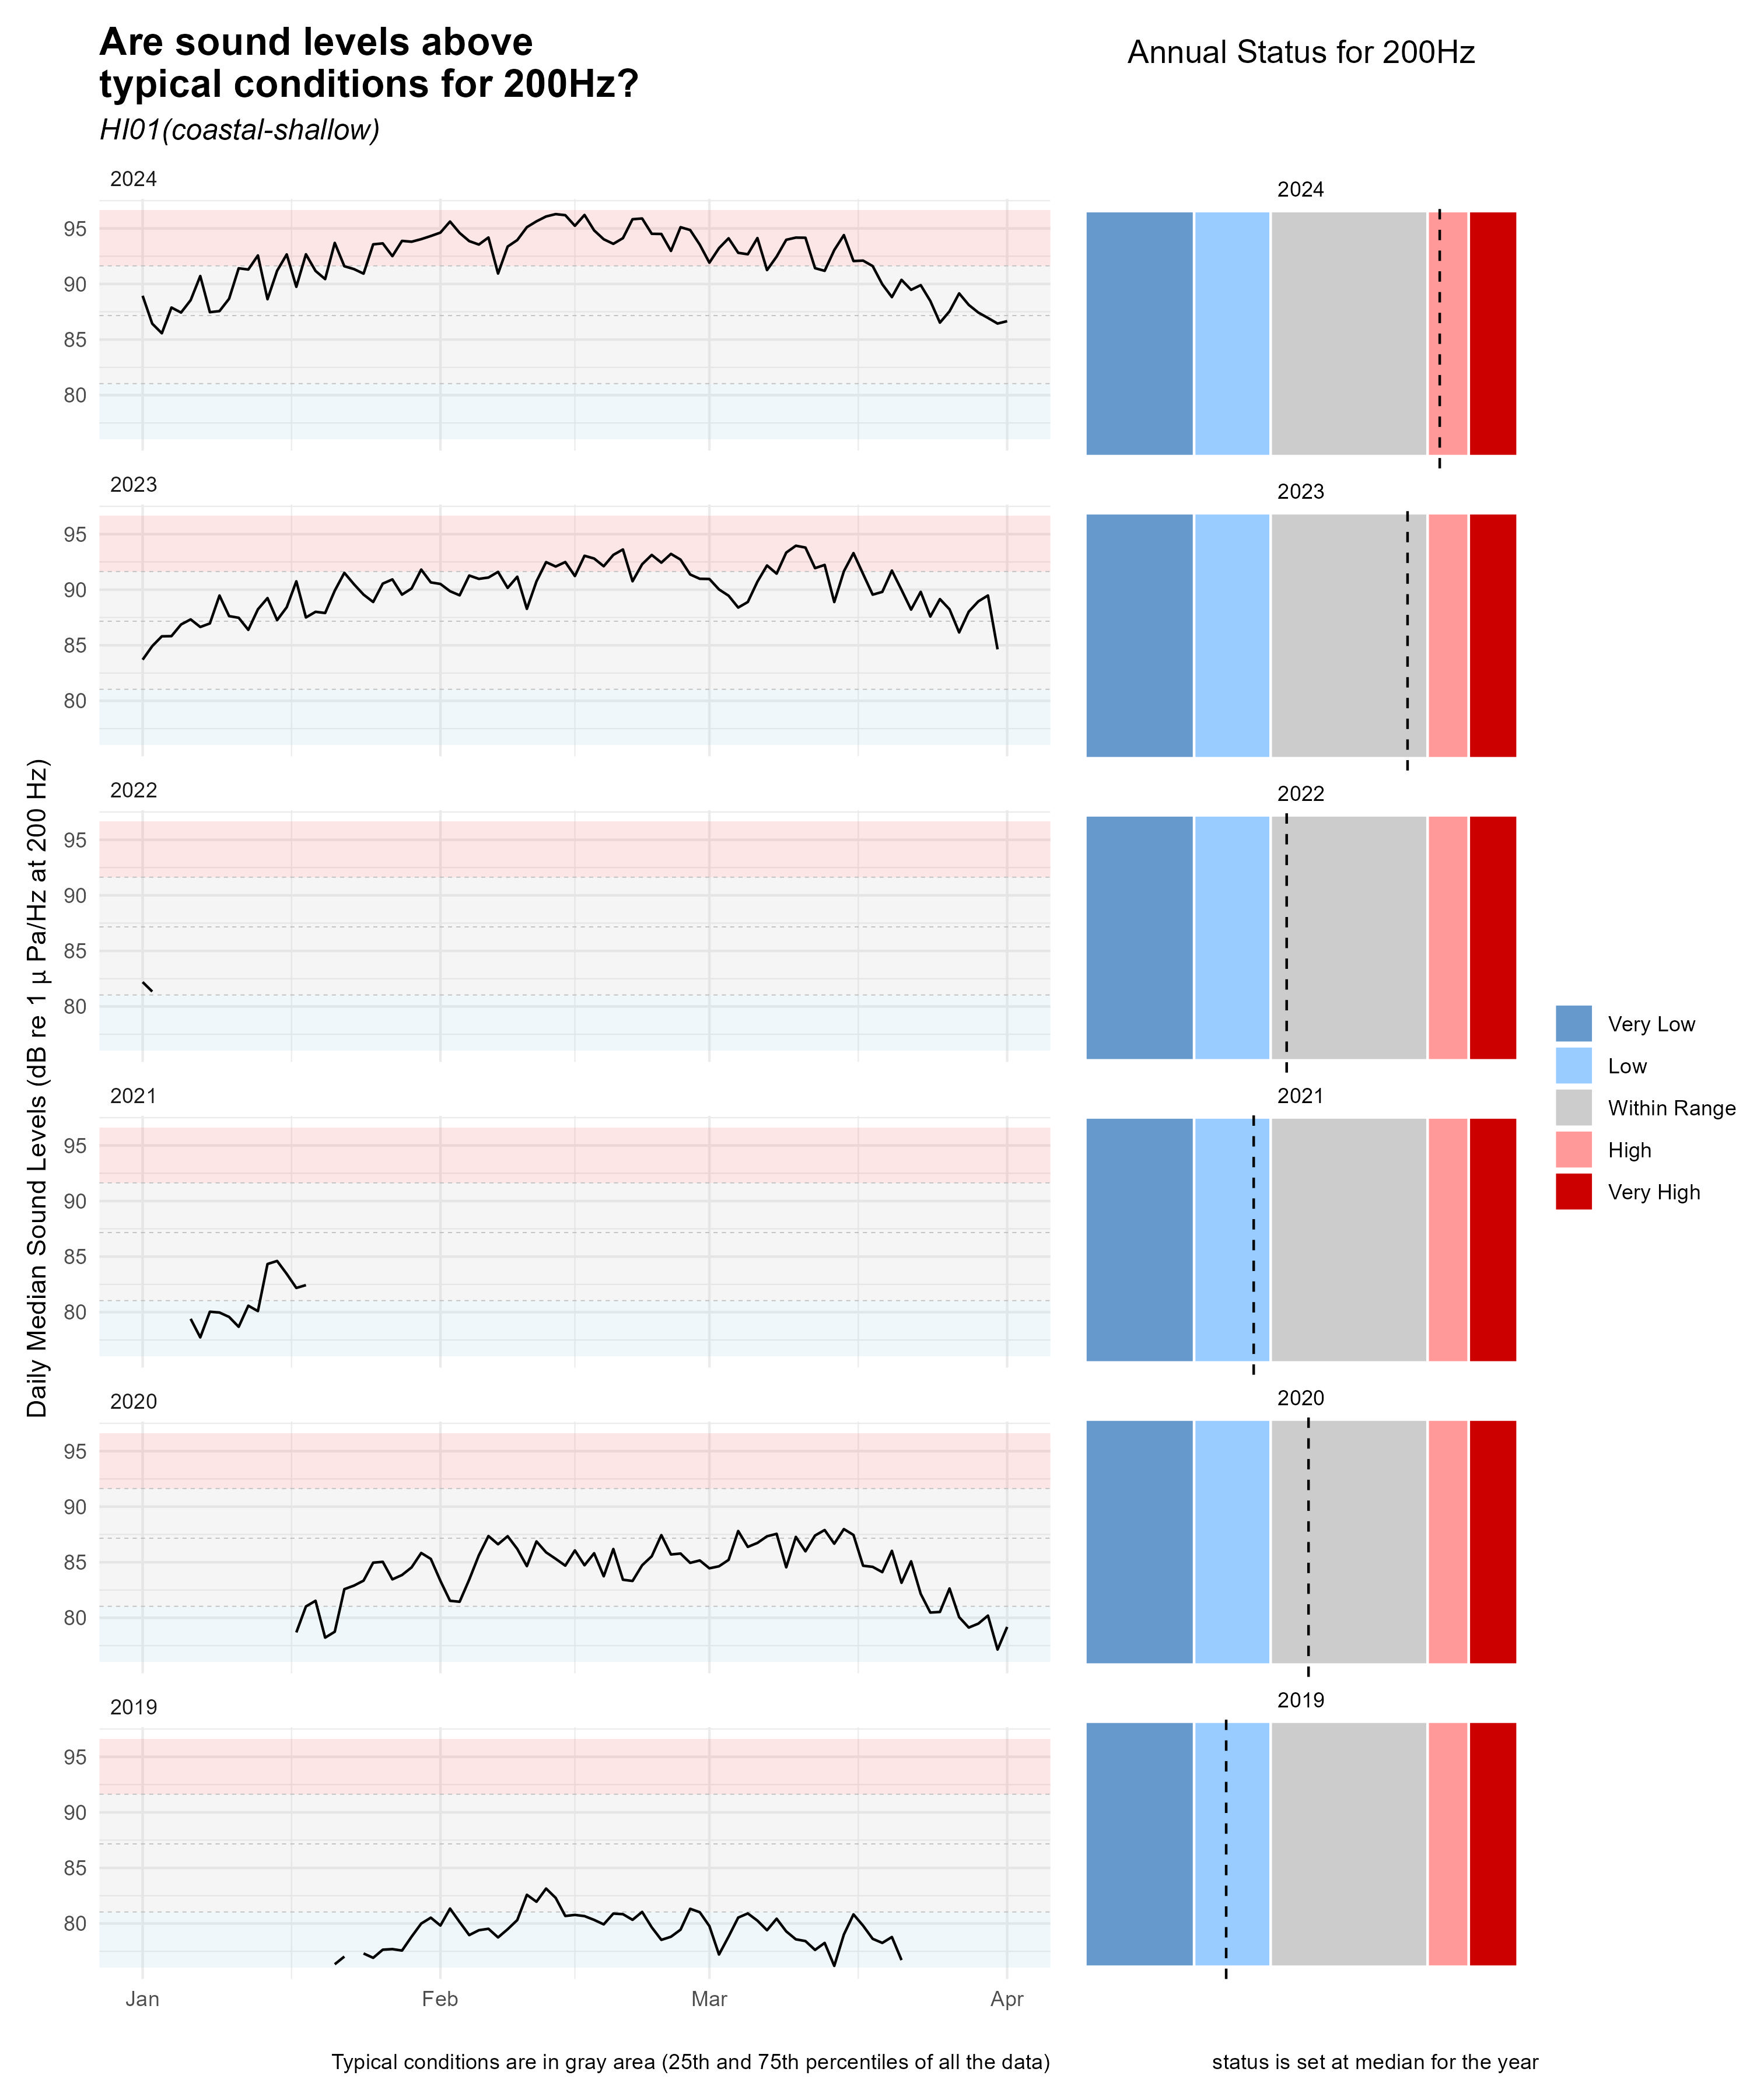 Are sound levels above
typical conditions for 200Hz?
HI01(coastal-shallow)
Annual Status for 200Hz
Daily Median Sound Levels (dB re 1 µ Pa/Hz at 200 Hz)
2024
95
90
85
80
2023
95
90
85
80
2022
95
90
85
80
2021
95
90
85
80
2020
95
90
85
80
2019
95
90
85
80
Jan
Feb
Mar
Apr
Typical conditions are in gray area (25th and 75th percentiles of all the data)
2024
2023
2022
2021
2020
2019
status is set at median for the year
Very Low
Low
Within Range
High
Very High